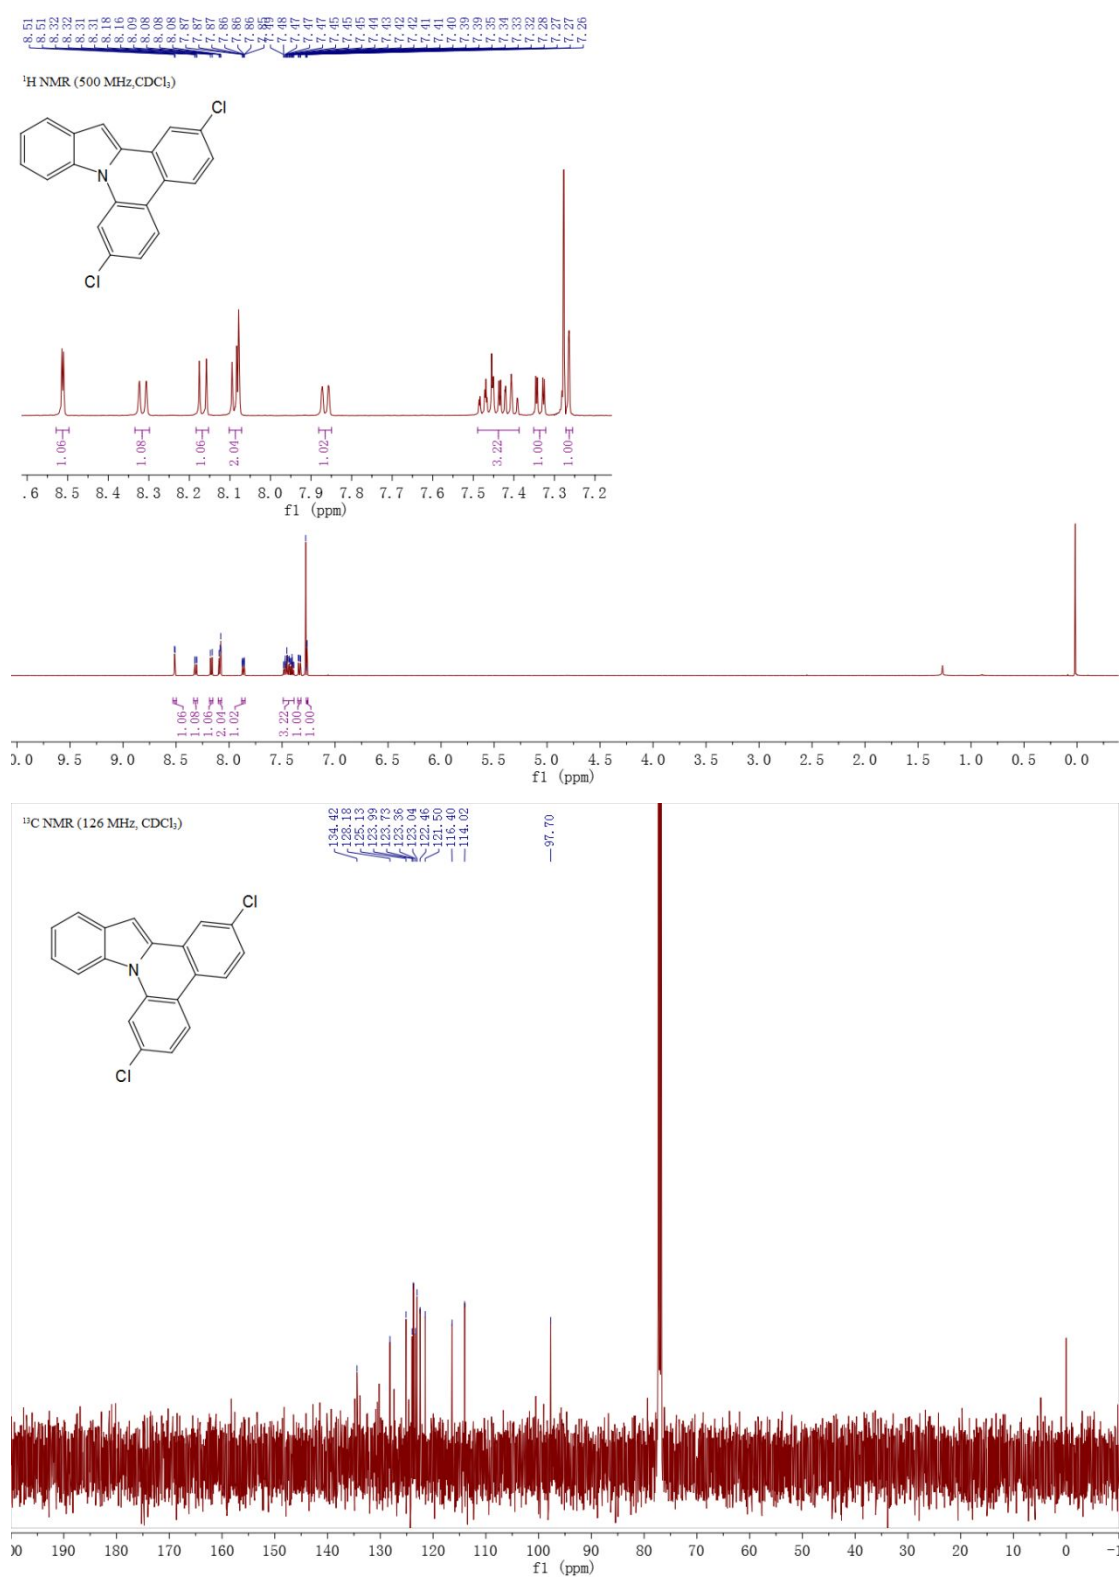 8.51 8.51 8.32 8.32 8.31 8.31 8.18 8.16 8.09 8.08 8.08 8.08 7.87 7.87 7.87 7.86 7.86 7.86 7.85 7.49 7.48 7.47 7.47 7.47 7.45 7.45 7.45 7.44 7.43 7.42 7.42 7.41 7.41 7.40 7.39 7.39 7.35 7.34 7.33 7.32 7.28 7.27 7.27 7.26
¹H NMR (500 MHz,CDCl₃)
Cl
N
Cl
1.06 1.08 1.06 2.04 1.02 3.22 1.00 1.00
.6 8.5 8.4 8.3 8.2 8.1 8.0 7.9 7.8 7.7 7.6 7.5 7.4 7.3 7.2
f1 (ppm)
1.06 1.08 1.06 2.04 1.02 3.22 1.00 1.00
0.0 9.5 9.0 8.5 8.0 7.5 7.0 6.5 6.0 5.5 5.0 4.5 4.0 3.5 3.0 2.5 2.0 1.5 1.0 0.5 0.0
f1 (ppm)
134.42 128.18 125.13 123.99 123.73 123.36 123.04 122.46 121.50 116.40 114.02 97.70
¹³C NMR (126 MHz, CDCl₃)
Cl
N
Cl
00 190 180 170 160 150 140 130 120 110 100 90 80 70 60 50 40 30 20 10 0 -1
f1 (ppm)